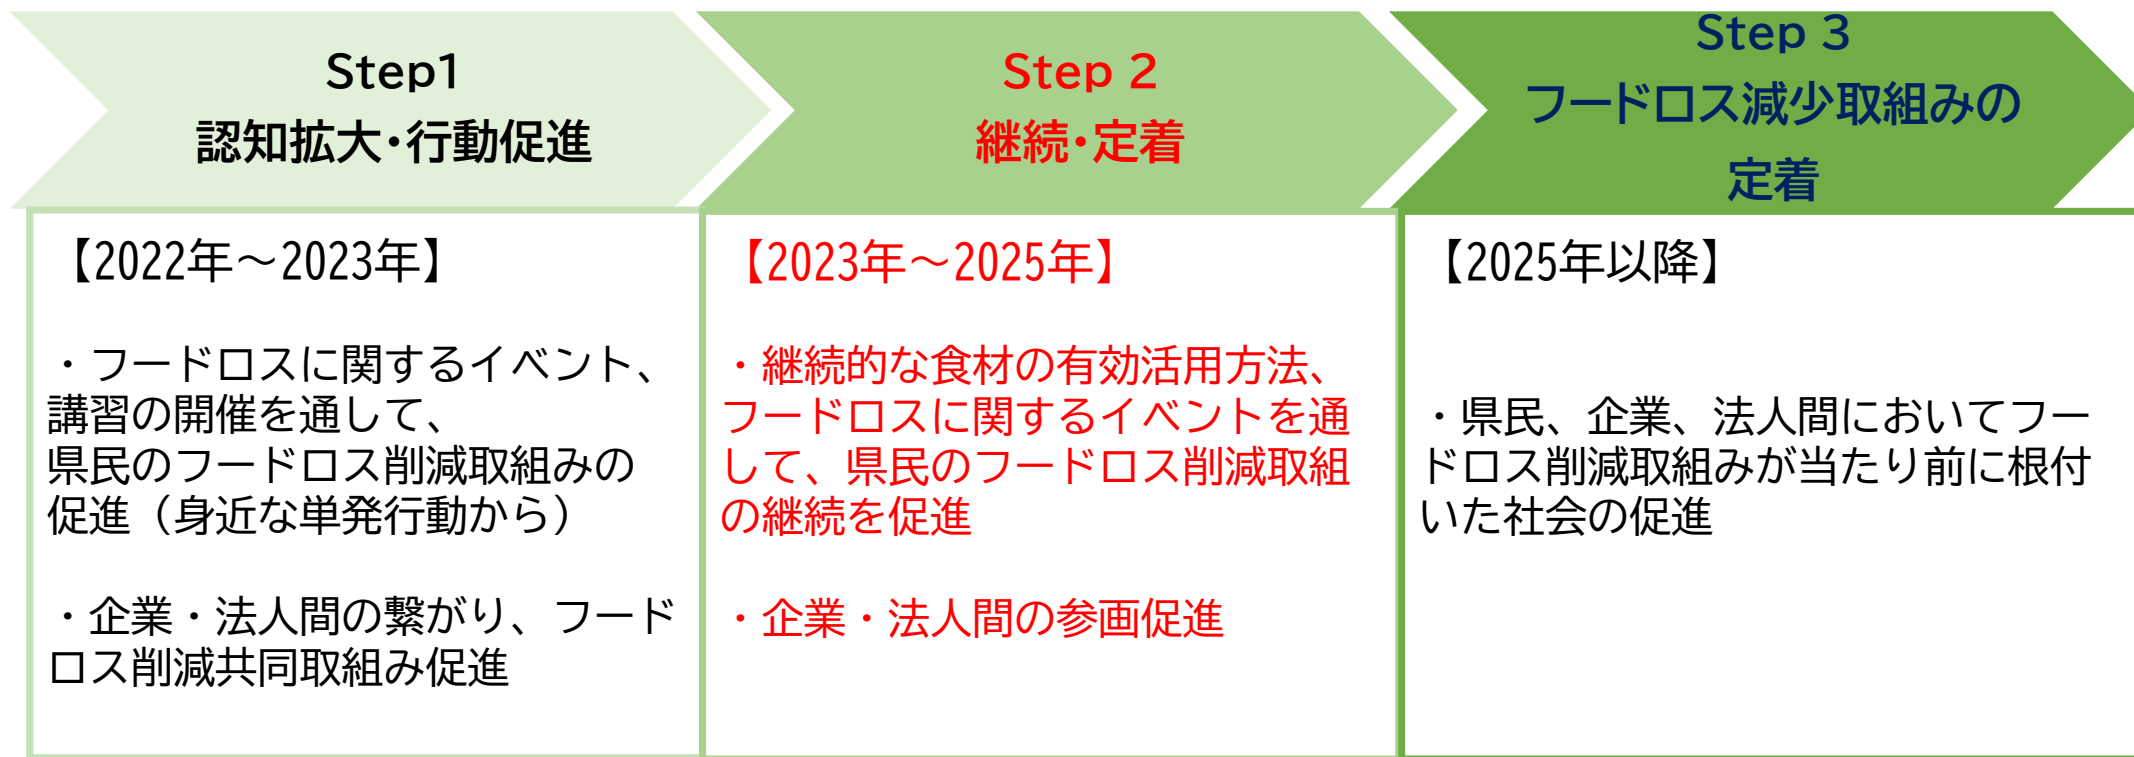 Step1
認知拡大・行動促進
【2022年～2023年】
・フードロスに関するイベント、
講習の開催を通して、
県民のフードロス削減取組みの
促進（身近な単発行動から）
・企業・法人間の繋がり、フード
ロス削減共同取組み促進
Step 2
継続・定着
【2023年～2025年】
・継続的な食材の有効活用方法、
フードロスに関するイベントを通
して、県民のフードロス削減取組
の継続を促進
・企業・法人間の参画促進
Step 3
フードロス減少取組みの
定着
【2025年以降】
・県民、企業、法人間においてフー
ドロス削減取組みが当たり前に根付
いた社会の促進